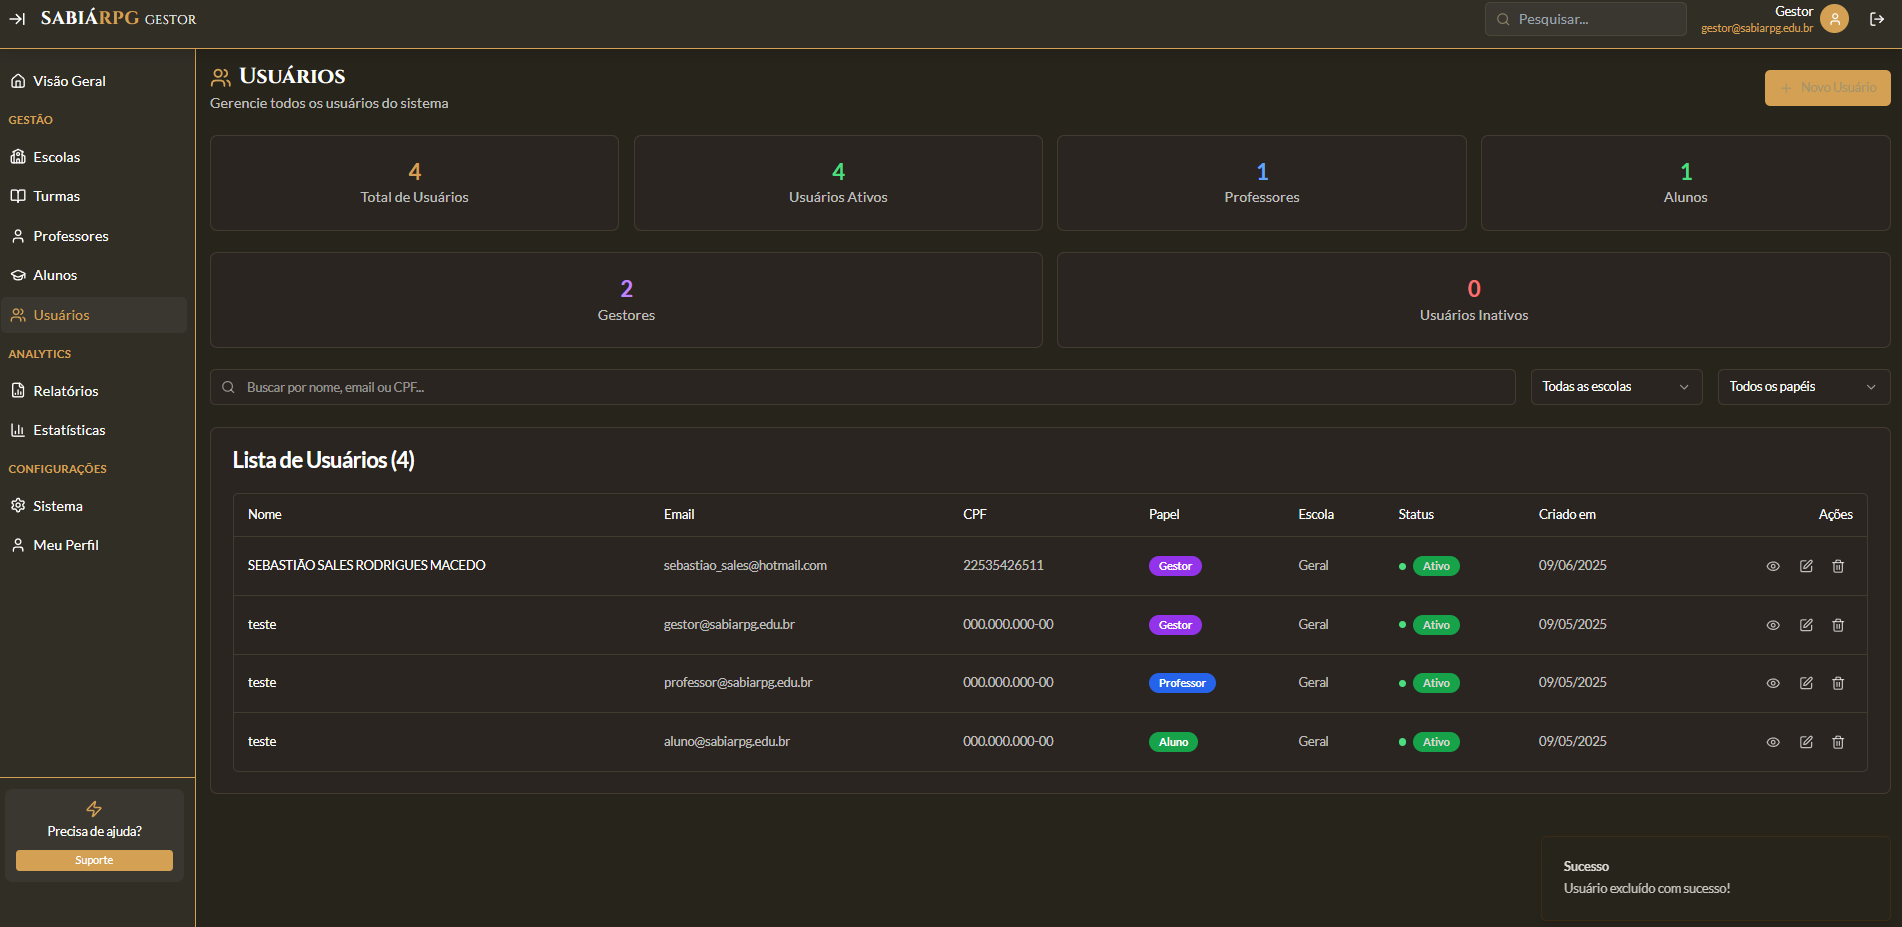 SABIÁRPG GESTOR
Pesquisar...
Gestor
gestor@sabiarpg.edu.br
Visão Geral
GESTÃO
Escolas
Turmas
Professores
Alunos
Usuários
ANALYTICS
Relatórios
Estatísticas
CONFIGURAÇÕES
Sistema
Meu Perfil
Precisa de ajuda?
Suporte
Usuários
Gerencie todos os usuários do sistema
Novo Usuário
4
Total de Usuários
4
Usuários Ativos
1
Professores
1
Alunos
2
Gestores
0
Usuários Inativos
Buscar por nome, email ou CPF...
Todas as escolas
Todos os papéis
Lista de Usuários (4)
Nome Email CPF Papel Escola Status Criado em Ações
SEBASTIÃO SALES RODRIGUES MACEDO sebastiao_sales@hotmail.com 22535426511 Gestor Geral Ativo 09/06/2025
teste gestor@sabiarpg.edu.br 000.000.000-00 Gestor Geral Ativo 09/05/2025
teste professor@sabiarpg.edu.br 000.000.000-00 Professor Geral Ativo 09/05/2025
teste aluno@sabiarpg.edu.br 000.000.000-00 Aluno Geral Ativo 09/05/2025
Sucesso
Usuário excluído com sucesso!